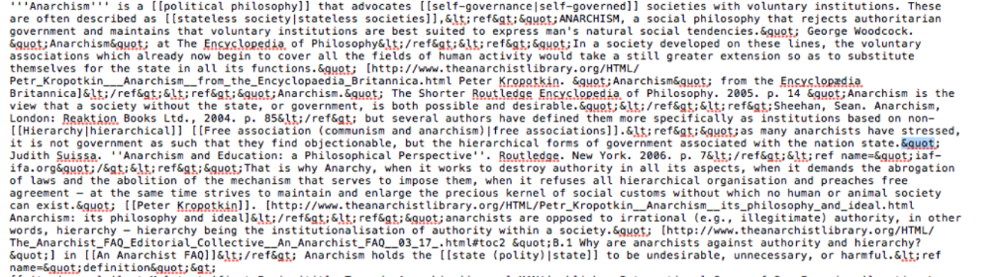 '''Anarchism''' is a [[political philosophy]] that advocates [[self-governance|self-governed]] societies with voluntary institutions. These
are often described as [[stateless society|stateless societies]],&lt;ref&gt;&quot;ANARCHISM, a social philosophy that rejects authoritarian
government and maintains that voluntary institutions are best suited to express man's natural social tendencies.&quot; George Woodcock.
&quot;Anarchism&quot; at The Encyclopedia of Philosophy&lt;/ref&gt;&lt;ref&gt;&quot;In a society developed on these lines, the voluntary
associations which already now begin to cover all the fields of human activity would take a still greater extension so as to substitute
themselves for the state in all its functions.&quot; [http://www.theanarchistlibrary.org/HTML/
Petr_Kropotkin___Anarchism__from_the_Encyclopaedia_Britannica.html Peter Kropotkin. &quot;Anarchism&quot; from the Encyclopædia
Britannica]&lt;/ref&gt;&lt;ref&gt;&quot;Anarchism.&quot; The Shorter Routledge Encyclopedia of Philosophy. 2005. p. 14 &quot;Anarchism is the
view that a society without the state, or government, is both possible and desirable.&quot;&lt;/ref&gt;&lt;ref&gt;Sheehan, Sean. Anarchism,
London: Reaktion Books Ltd., 2004. p. 85&lt;/ref&gt; but several authors have defined them more specifically as institutions based on non-
[[Hierarchy|hierarchical]] [[Free association (communism and anarchism)|free associations]].&lt;ref&gt;&quot;as many anarchists have stressed,
it is not government as such that they find objectionable, but the hierarchical forms of government associated with the nation state.&quot;
Judith Suissa. ''Anarchism and Education: a Philosophical Perspective''. Routledge. New York. 2006. p. 7&lt;/ref&gt;&lt;ref name=&quot;iaf-
ifa.org&quot;/&gt;&lt;ref&gt;&quot;That is why Anarchy, when it works to destroy authority in all its aspects, when it demands the abrogation
of laws and the abolition of the mechanism that serves to impose them, when it refuses all hierarchical organisation and preaches free
agreement — at the same time strives to maintain and enlarge the precious kernel of social customs without which no human or animal society
can exist.&quot; [[Peter Kropotkin]]. [http://www.theanarchistlibrary.org/HTML/Petr_Kropotkin__Anarchism__its_philosophy_and_ideal.html
Anarchism: its philosophy and ideal]&lt;/ref&gt;&lt;ref&gt;&quot;anarchists are opposed to irrational (e.g., illegitimate) authority, in other
words, hierarchy — hierarchy being the institutionalisation of authority within a society.&quot; [http://www.theanarchistlibrary.org/HTML/
The_Anarchist_FAQ_Editorial_Collective__An_Anarchist_FAQ__03_17_.html#toc2 &quot;B.1 Why are anarchists against authority and hierarchy?
&quot;] in [[An Anarchist FAQ]]&lt;/ref&gt; Anarchism holds the [[state (polity)|state]] to be undesirable, unnecessary, or harmful.&lt;ref
name=&quot;definition&quot;&gt;